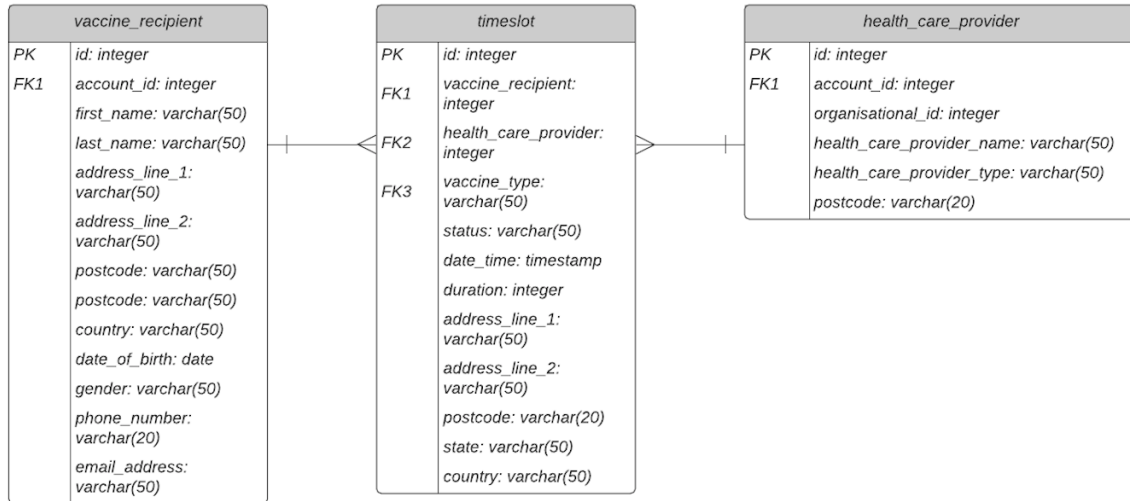 vaccine_recipient
PK id: integer
FK1 account_id: integer
first_name: varchar(50)
last_name: varchar(50)
address_line_1:
varchar(50)
address_line_2:
varchar(50)
postcode: varchar(50)
postcode: varchar(50)
country: varchar(50)
date_of_birth: date
gender: varchar(50)
phone_number:
varchar(20)
email_address:
varchar(50)
timeslot
PK id: integer
FK1 vaccine_recipient:
integer
FK2 health_care_provider:
integer
FK3 vaccine_type:
varchar(50)
status: varchar(50)
date_time: timestamp
duration: integer
address_line_1:
varchar(50)
address_line_2:
varchar(50)
postcode: varchar(20)
state: varchar(50)
country: varchar(50)
health_care_provider
PK id: integer
FK1 account_id: integer
organisational_id: integer
health_care_provider_name: varchar(50)
health_care_provider_type: varchar(50)
postcode: varchar(20)